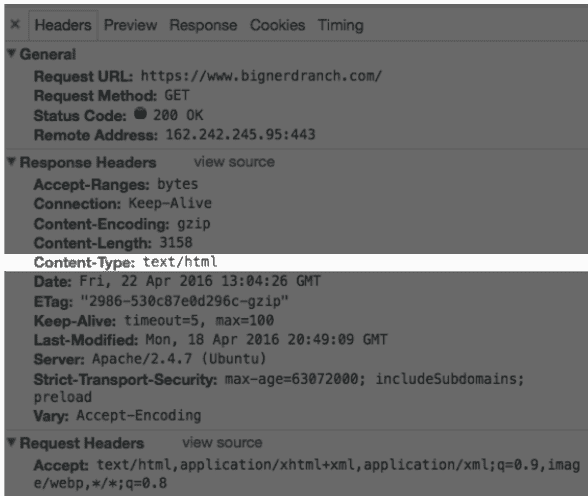 × Headers Preview Response Cookies Timing
▼ General
Request URL: https://www.bignerdranch.com/
Request Method: GET
Status Code: 200 OK
Remote Address: 162.242.245.95:443
▼ Response Headers view source
Accept-Ranges: bytes
Connection: Keep-Alive
Content-Encoding: gzip
Content-Length: 3158
Content-Type: text/html
Date: Fri, 22 Apr 2016 13:04:26 GMT
ETag: "2986-530c87e0d296c-gzip"
Keep-Alive: timeout=5, max=100
Last-Modified: Mon, 18 Apr 2016 20:49:09 GMT
Server: Apache/2.4.7 (Ubuntu)
Strict-Transport-Security: max-age=63072000; includeSubdomains;
preload
Vary: Accept-Encoding
▼ Request Headers view source
Accept: text/html,application/xhtml+xml,application/xml;q=0.9,imag
e/webp,*/*;q=0.8